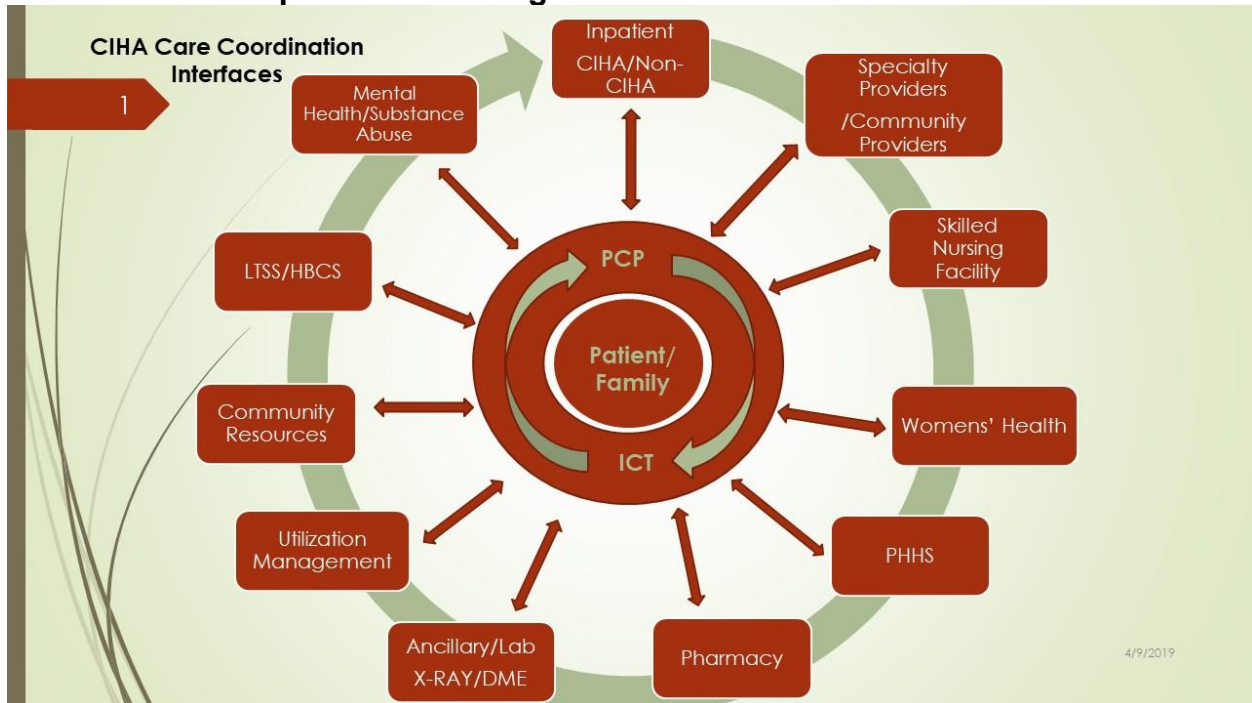 CIHA Care Coordination
Interfaces
1
Inpatient
CIHA/Non-
CIHA
Specialty
Providers
/Community
Providers
Skilled
Nursing
Facility
Womens’ Health
PHHS
Pharmacy
Ancillary/Lab
X-RAY/DME
Utilization
Management
Community
Resources
LTSS/HBCS
Mental
Health/Substance
Abuse
PCP
Patient/
Family
ICT
4/9/2019